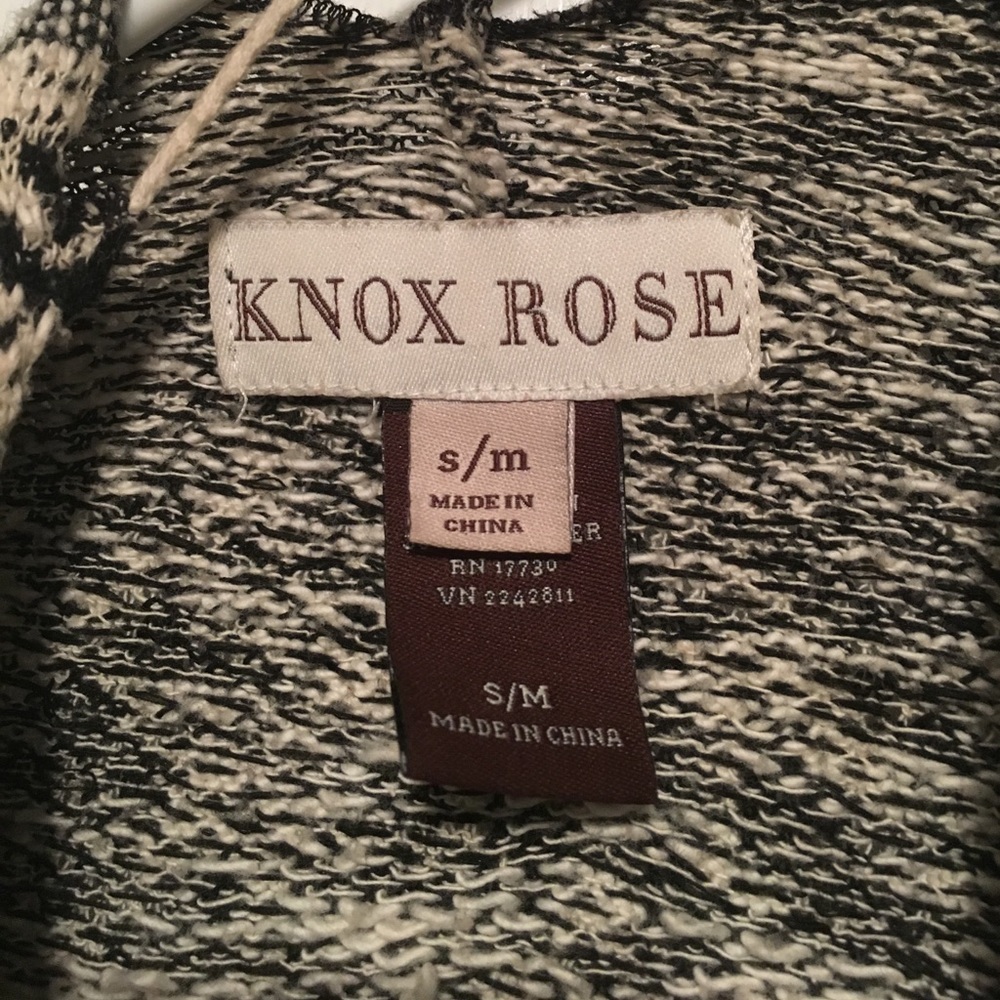 KNOX ROSE
s/m
MADE IN
CHINA
RN 17730
VN 2242811
S/M
MADE IN CHINA